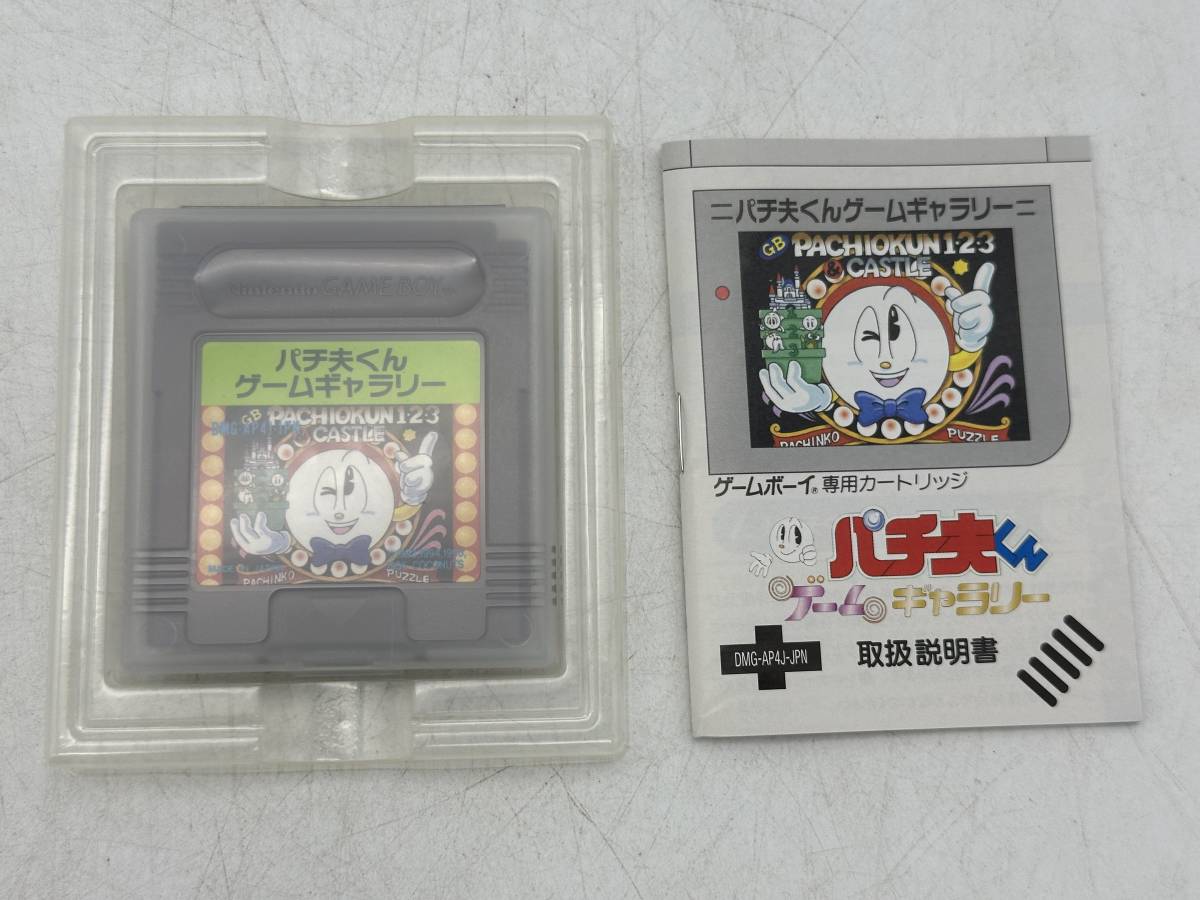 Nintendo GAME BOY
パチ夫くん
ゲームギャラリー
GB PACHIOKUN 1・2・3
DMG-AP4J-JPN
CASTLE
PACHINKO PUZZLE
=パチ夫くんゲームギャラリー=
GB PACHIOKUN 1・2・3
& CASTLE
PACHINKO PUZZLE
ゲームボーイ® 専用カートリッジ
パチ夫くん
ゲームギャラリー
DMG-AP4J-JPN
取扱説明書